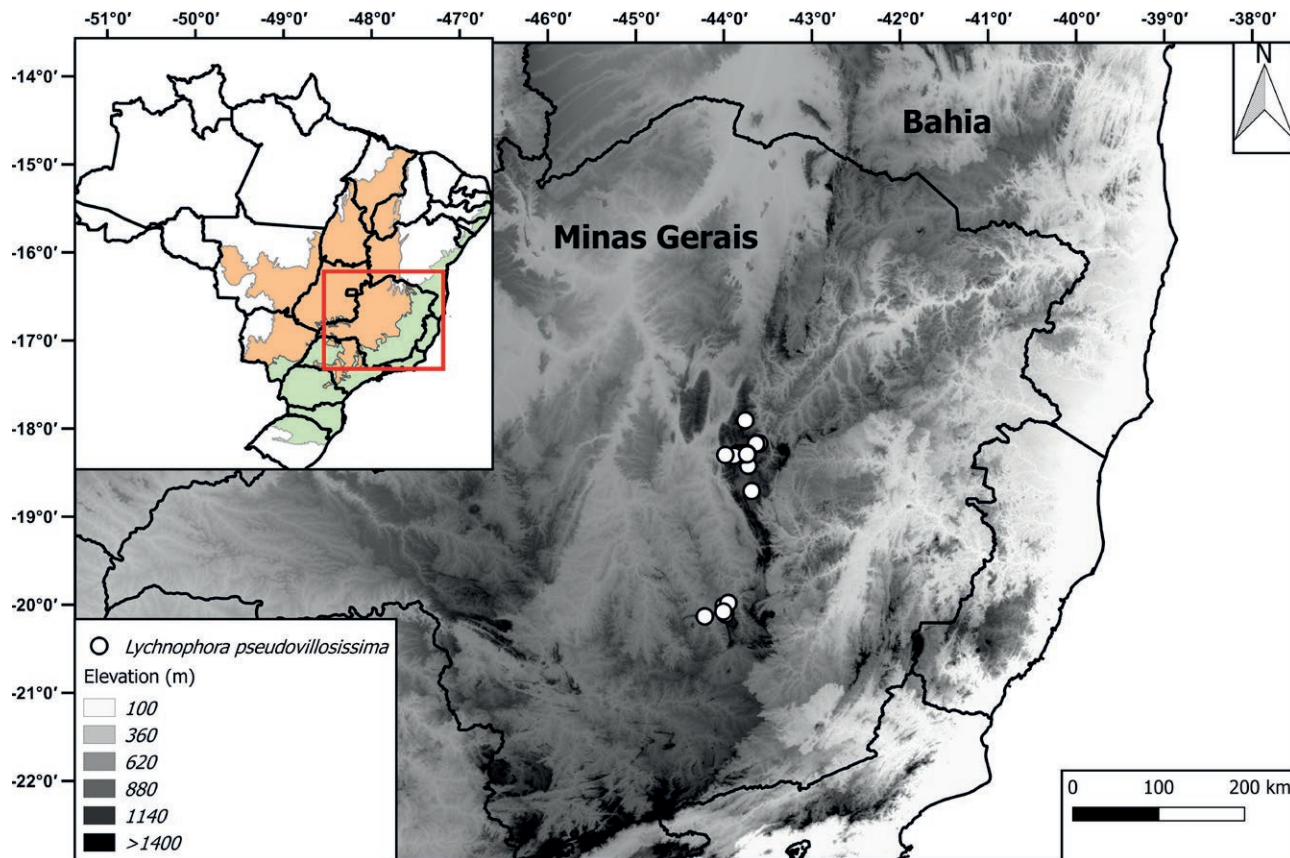 -51°0′ -50°0′ -49°0′ -48°0′ -47°0′ -46°0′ -45°0′ -44°0′ -43°0′ -42°0′ -41°0′ -40°0′ -39°0′ -38°0′
N
-14°0′
Bahia
-15°0′
Minas Gerais
-16°0′
-17°0′
-18°0′
-19°0′
-20°0′
-21°0′
-22°0′
Lychnophora pseudovillosissima
Elevation (m)
100
360
620
880
1140
>1400
0 100 200 km